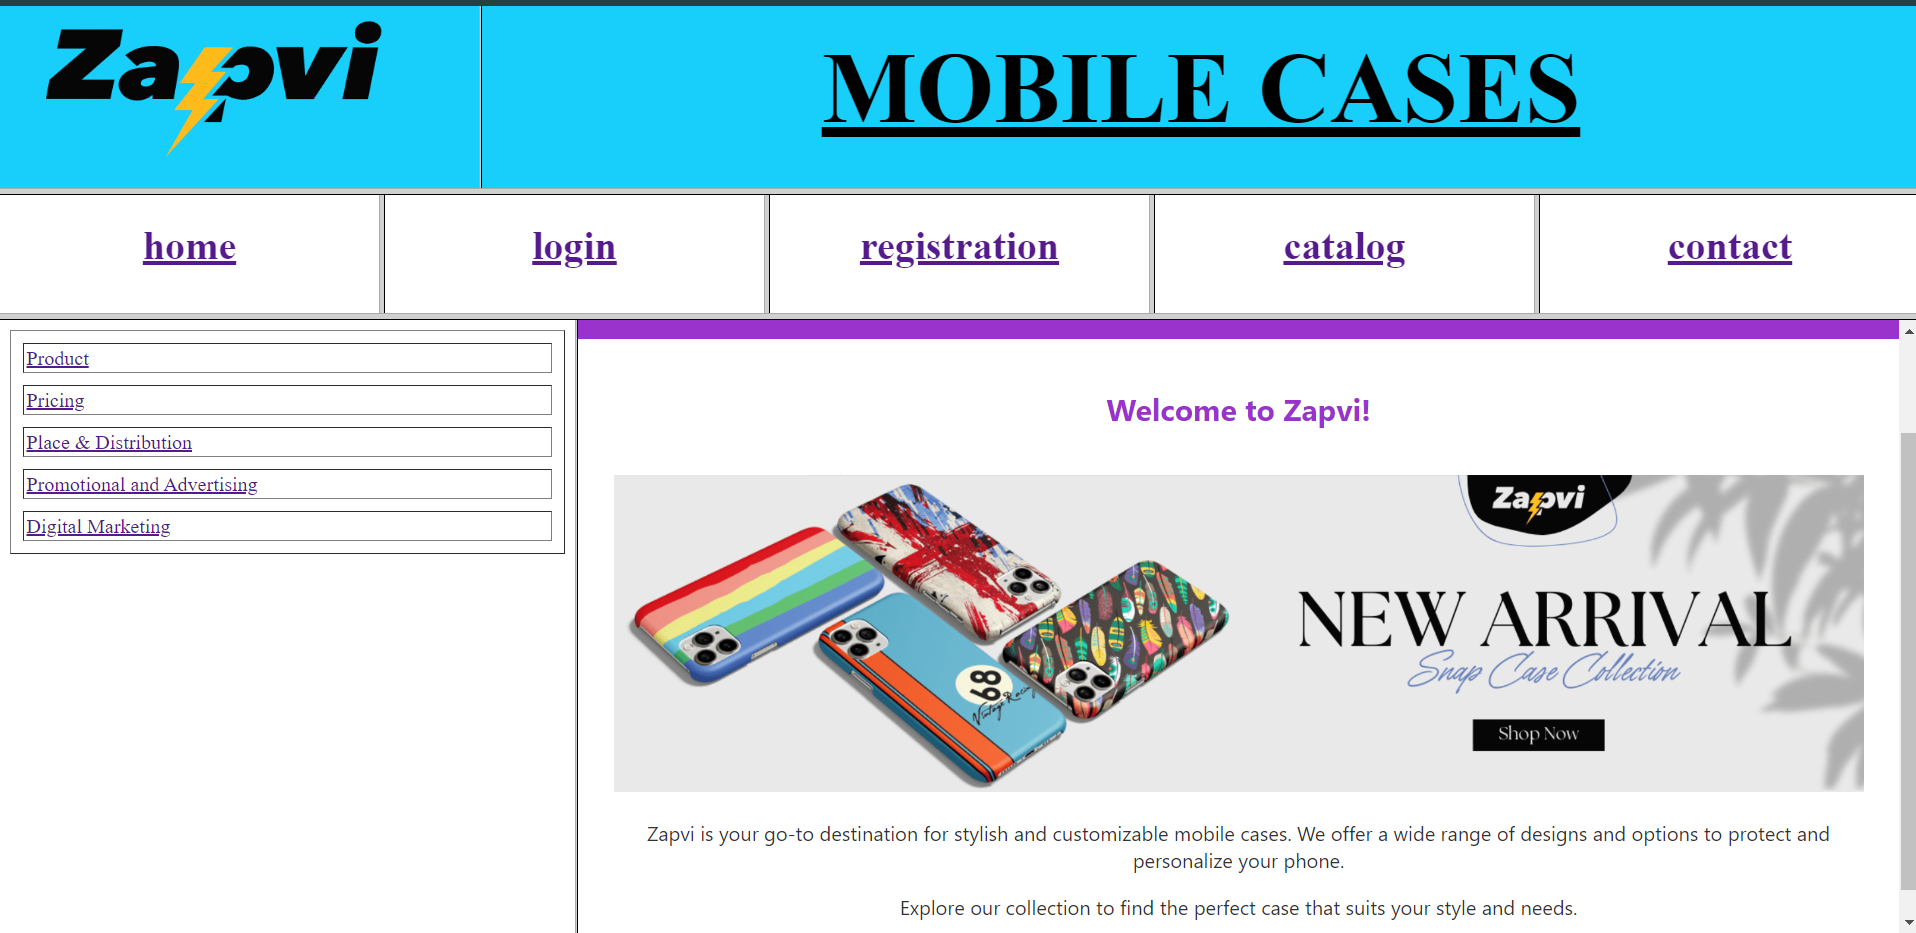 Zapvi
MOBILE CASES
home
login
registration
catalog
contact
Product
Pricing
Place & Distribution
Promotional and Advertising
Digital Marketing
Welcome to Zapvi!
Zapvi
NEW ARRIVAL
Snap Case Collection
Shop Now
68
Vintage Racing
Zapvi is your go-to destination for stylish and customizable mobile cases. We offer a wide range of designs and options to protect and
personalize your phone.
Explore our collection to find the perfect case that suits your style and needs.